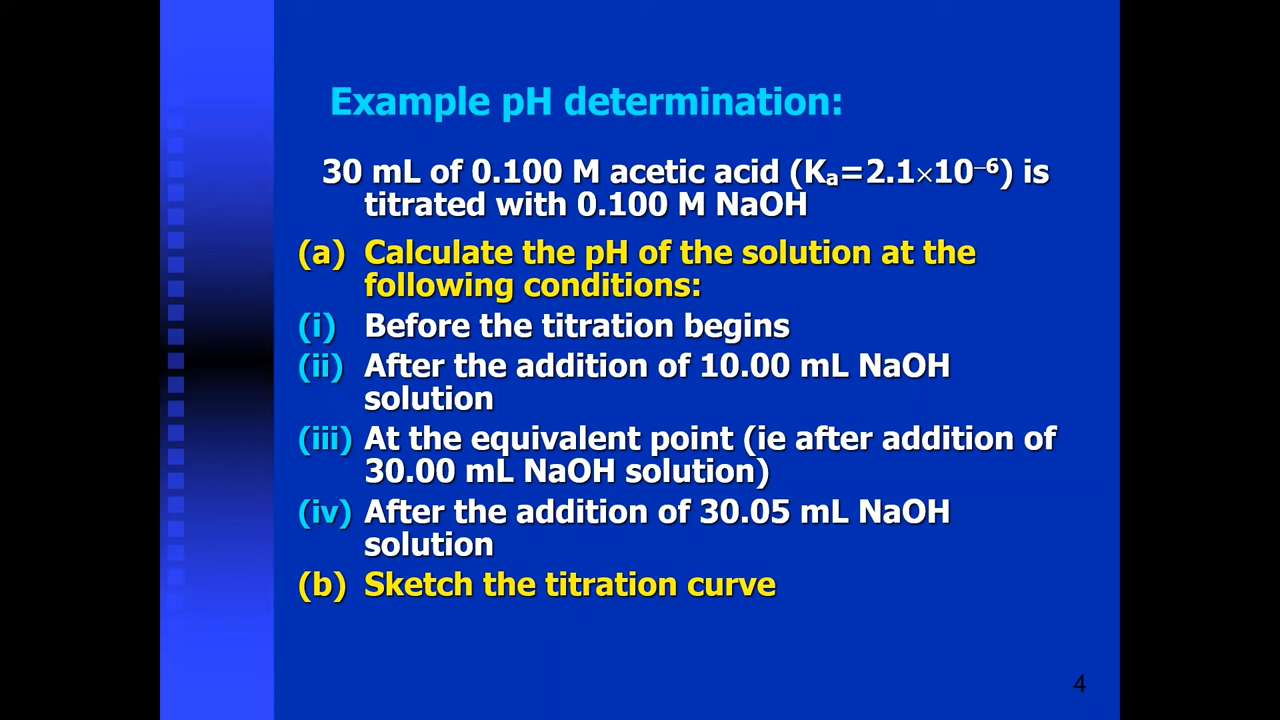 Example pH determination:
30 mL of 0.100 M acetic acid (Kₐ=2.1×10⁻⁶) is
titrated with 0.100 M NaOH
(a) Calculate the pH of the solution at the
following conditions:
(i) Before the titration begins
(ii) After the addition of 10.00 mL NaOH
solution
(iii) At the equivalent point (ie after addition of
30.00 mL NaOH solution)
(iv) After the addition of 30.05 mL NaOH
solution
(b) Sketch the titration curve
4